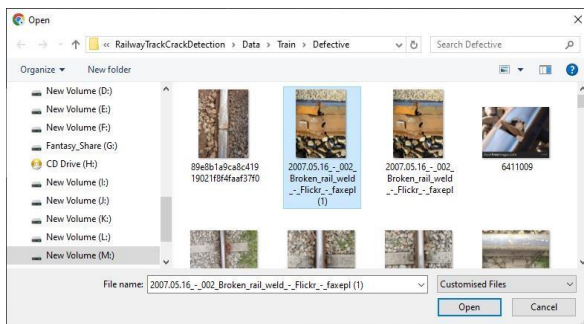 Open
« RailwayTrackCrackDetection › Data › Train › Defective
Search Defective
Organize
New folder
New Volume (D:)
New Volume (E:)
New Volume (F:)
Fantasy_Share (G:)
CD Drive (H:)
New Volume (I:)
New Volume (J:)
New Volume (K:)
New Volume (L:)
New Volume (M:)
89e8b1a9ca8c419
19021f8f4faaf37f0
2007.05.16_-_002_
Broken_rail_weld
_-_Flickr_-_faxepl
(1)
2007.05.16_-_002_
Broken_rail_weld
_-_Flickr_-_faxepl
6411009
File name:
2007.05.16_-_002_Broken_rail_weld_-_Flickr_-_faxepl (1)
Customised Files
Open
Cancel